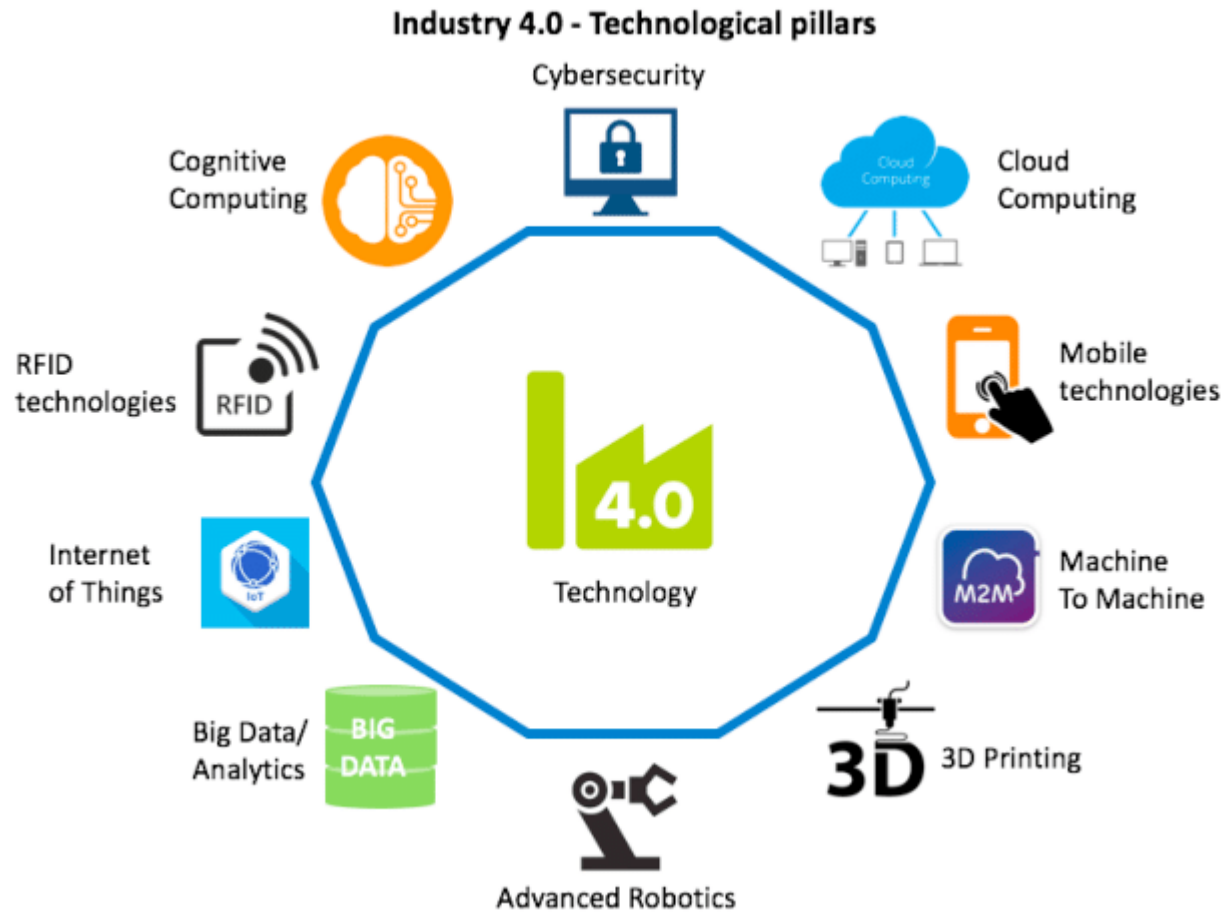 Industry 4.0 - Technological pillars
Cybersecurity
Cognitive
Computing
Cloud
Computing
Cloud
Computing
RFID
technologies
RFID
Mobile
technologies
4.0
Technology
Internet
of Things
IoT
M2M
Machine
To Machine
Big Data/
Analytics
BIG
DATA
3D
3D Printing
Advanced Robotics